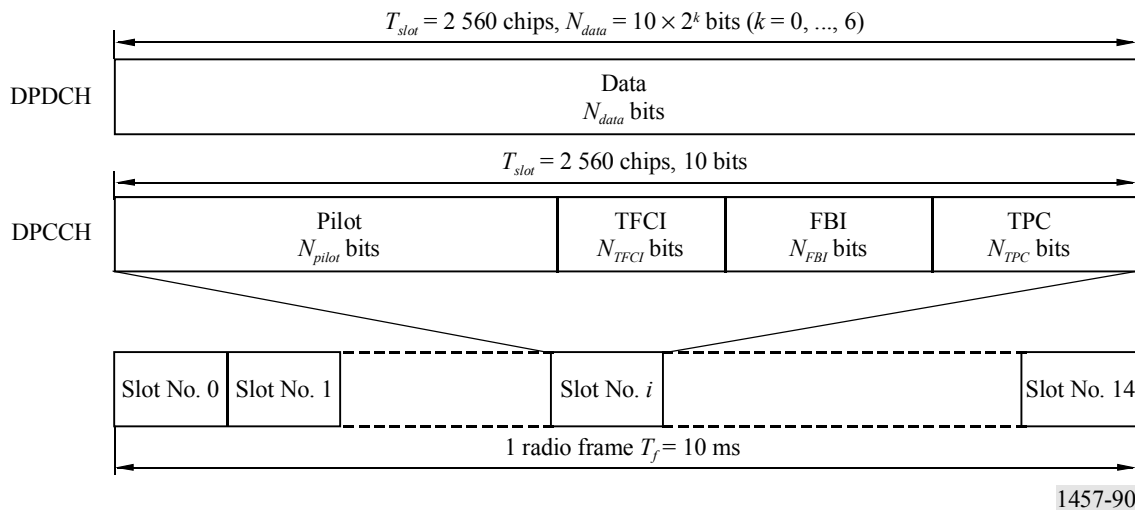 T_slot = 2 560 chips, N_data = 10 × 2^k bits (k = 0, ..., 6)
DPDCH
Data
N_data bits
T_slot = 2 560 chips, 10 bits
DPCCH
Pilot
N_pilot bits
TFCI
N_TFCI bits
FBI
N_FBI bits
TPC
N_TPC bits
Slot No. 0
Slot No. 1
Slot No. i
Slot No. 14
1 radio frame T_f = 10 ms
1457-90